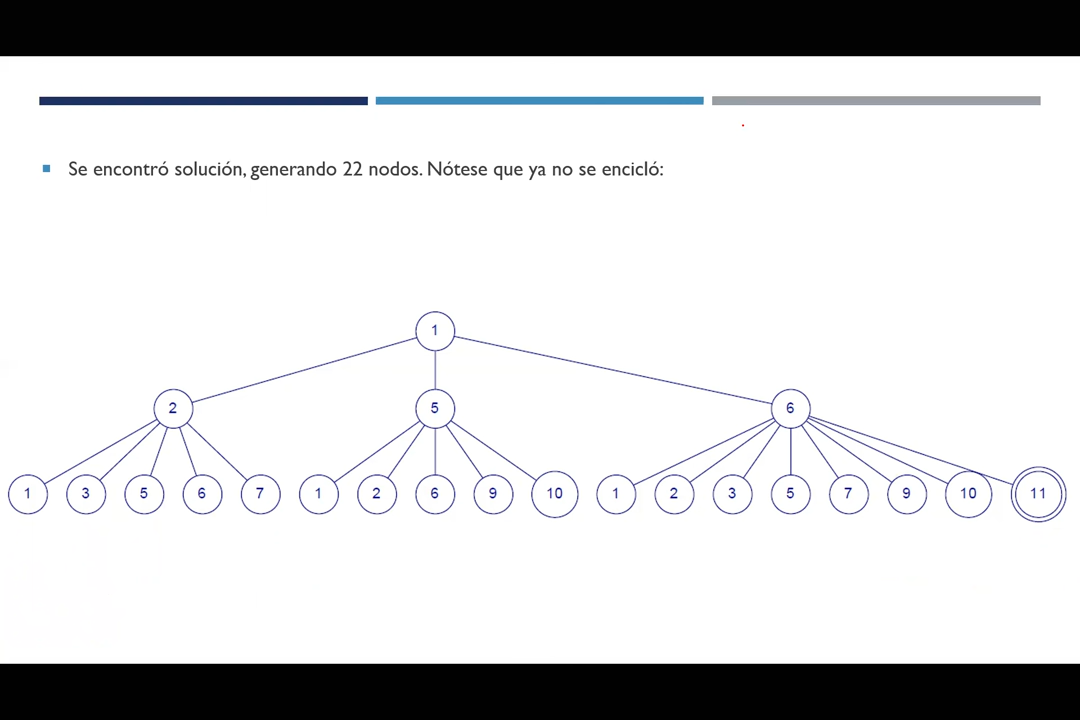 Se encontró solución, generando 22 nodos. Nótese que ya no se encicló:
1
2 5 6
1 3 5 6 7 1 2 6 9 10 1 2 3 5 7 9 10 11